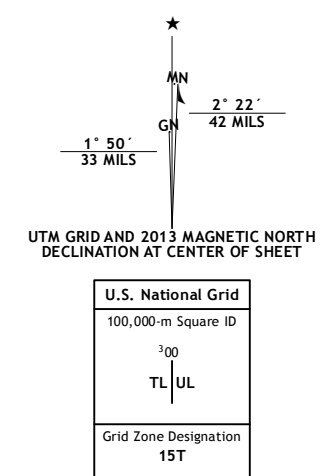 ★
MN
GN
2° 22´
42 MILS
1° 50´
33 MILS
UTM GRID AND 2013 MAGNETIC NORTH
DECLINATION AT CENTER OF SHEET
U.S. National Grid
100,000-m Square ID
³00
TL UL
Grid Zone Designation
15T